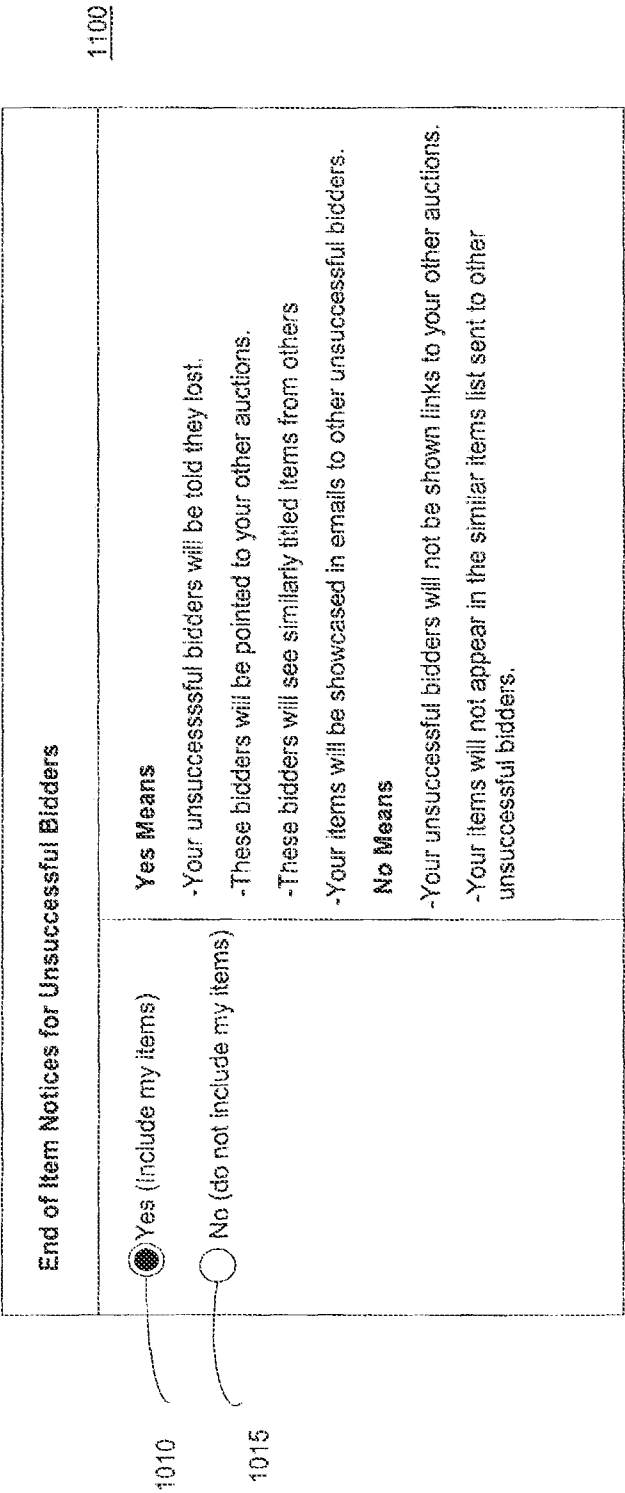 1100
End of Item Notices for Unsuccessful Bidders
Yes (Include my items)
No (do not include my items)
1010
1015
Yes Means
-Your unsuccessssful bidders will be told they lost.
-These bidders will be pointed to your other auctions.
-These bidders will see similarly titled items from others
-Your items will be showcased in emails to other unsuccessful bidders.
No Means
-Your unsuccessful bidders will not be shown links to your other auctions.
-Your items will not appear in the similar items list sent to other
unsuccessful bidders.